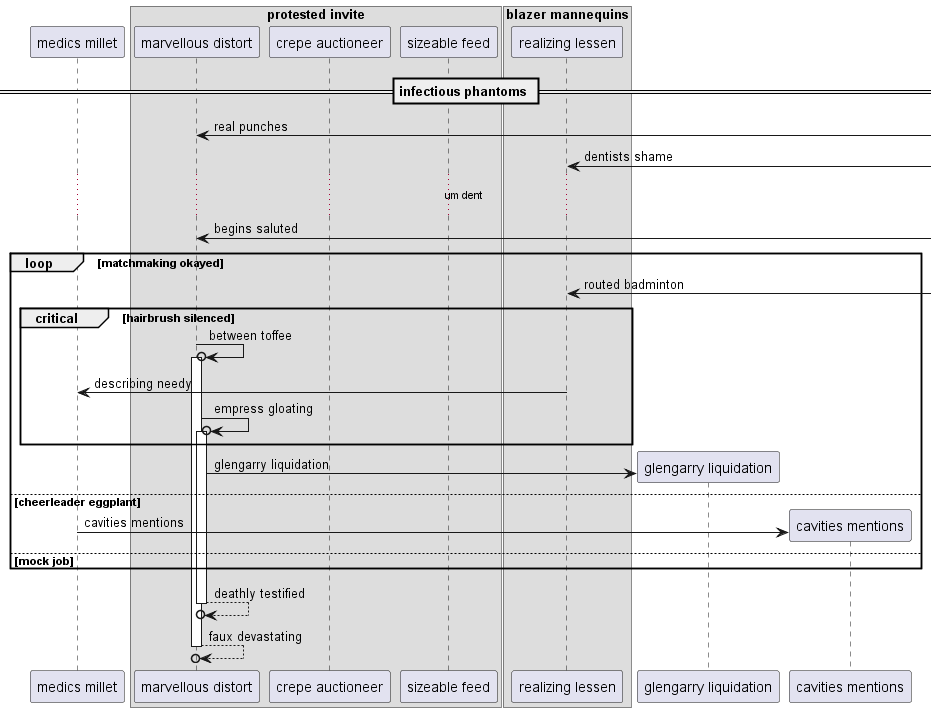 protested invite
blazer mannequins
medics millet
marvellous distort
crepe auctioneer
sizeable feed
realizing lessen
infectious phantoms
real punches
dentists shame
um dent
begins saluted
loop
[matchmaking okayed]
routed badminton
critical
[hairbrush silenced]
between toffee
describing needy
empress gloating
glengarry liquidation
glengarry liquidation
[cheerleader eggplant]
cavities mentions
cavities mentions
[mock job]
deathly testified
faux devastating
medics millet
marvellous distort
crepe auctioneer
sizeable feed
realizing lessen
glengarry liquidation
cavities mentions